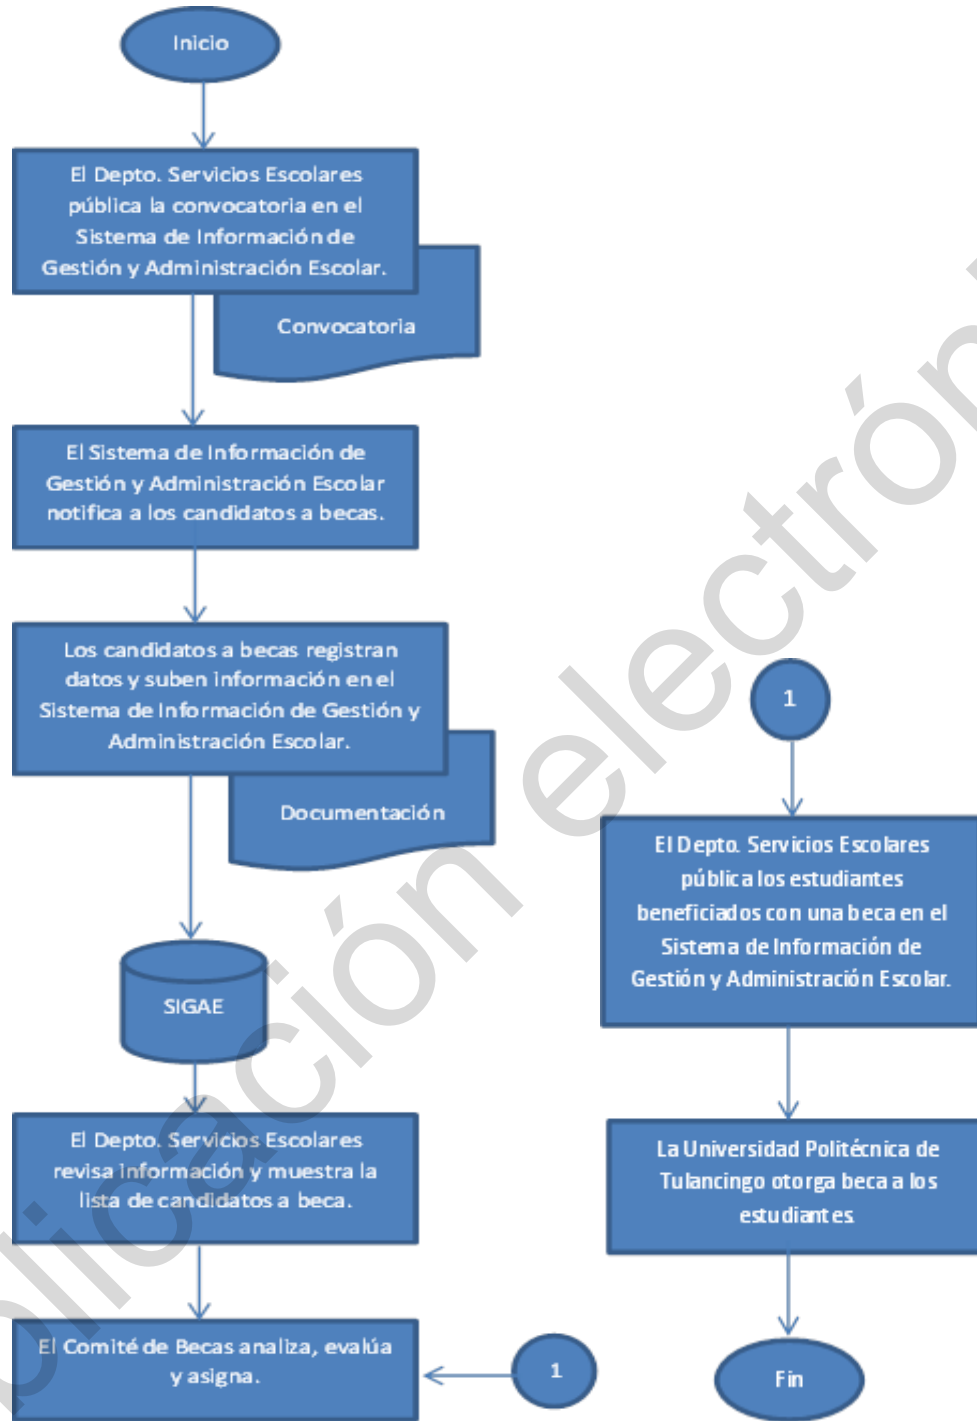 Inicio
El Depto. Servicios Escolares
pública la convocatoria en el
Sistema de Información de
Gestión y Administración Escolar.
Convocatoria
El Sistema de Información de
Gestión y Administración Escolar
notifica a los candidatos a becas.
Los candidatos a becas registran
datos y suben información en el
Sistema de Información de Gestión y
Administración Escolar.
Documentación
SIGAE
El Depto. Servicios Escolares
revisa información y muestra la
lista de candidatos a beca.
El Comité de Becas analiza, evalúa
y asigna.
1
1
El Depto. Servicios Escolares
pública los estudiantes
beneficiados con una beca en el
Sistema de Información de
Gestión y Administración Escolar.
La Universidad Politécnica de
Tulancingo otorga beca a los
estudiantes.
Fin
plicación electrón